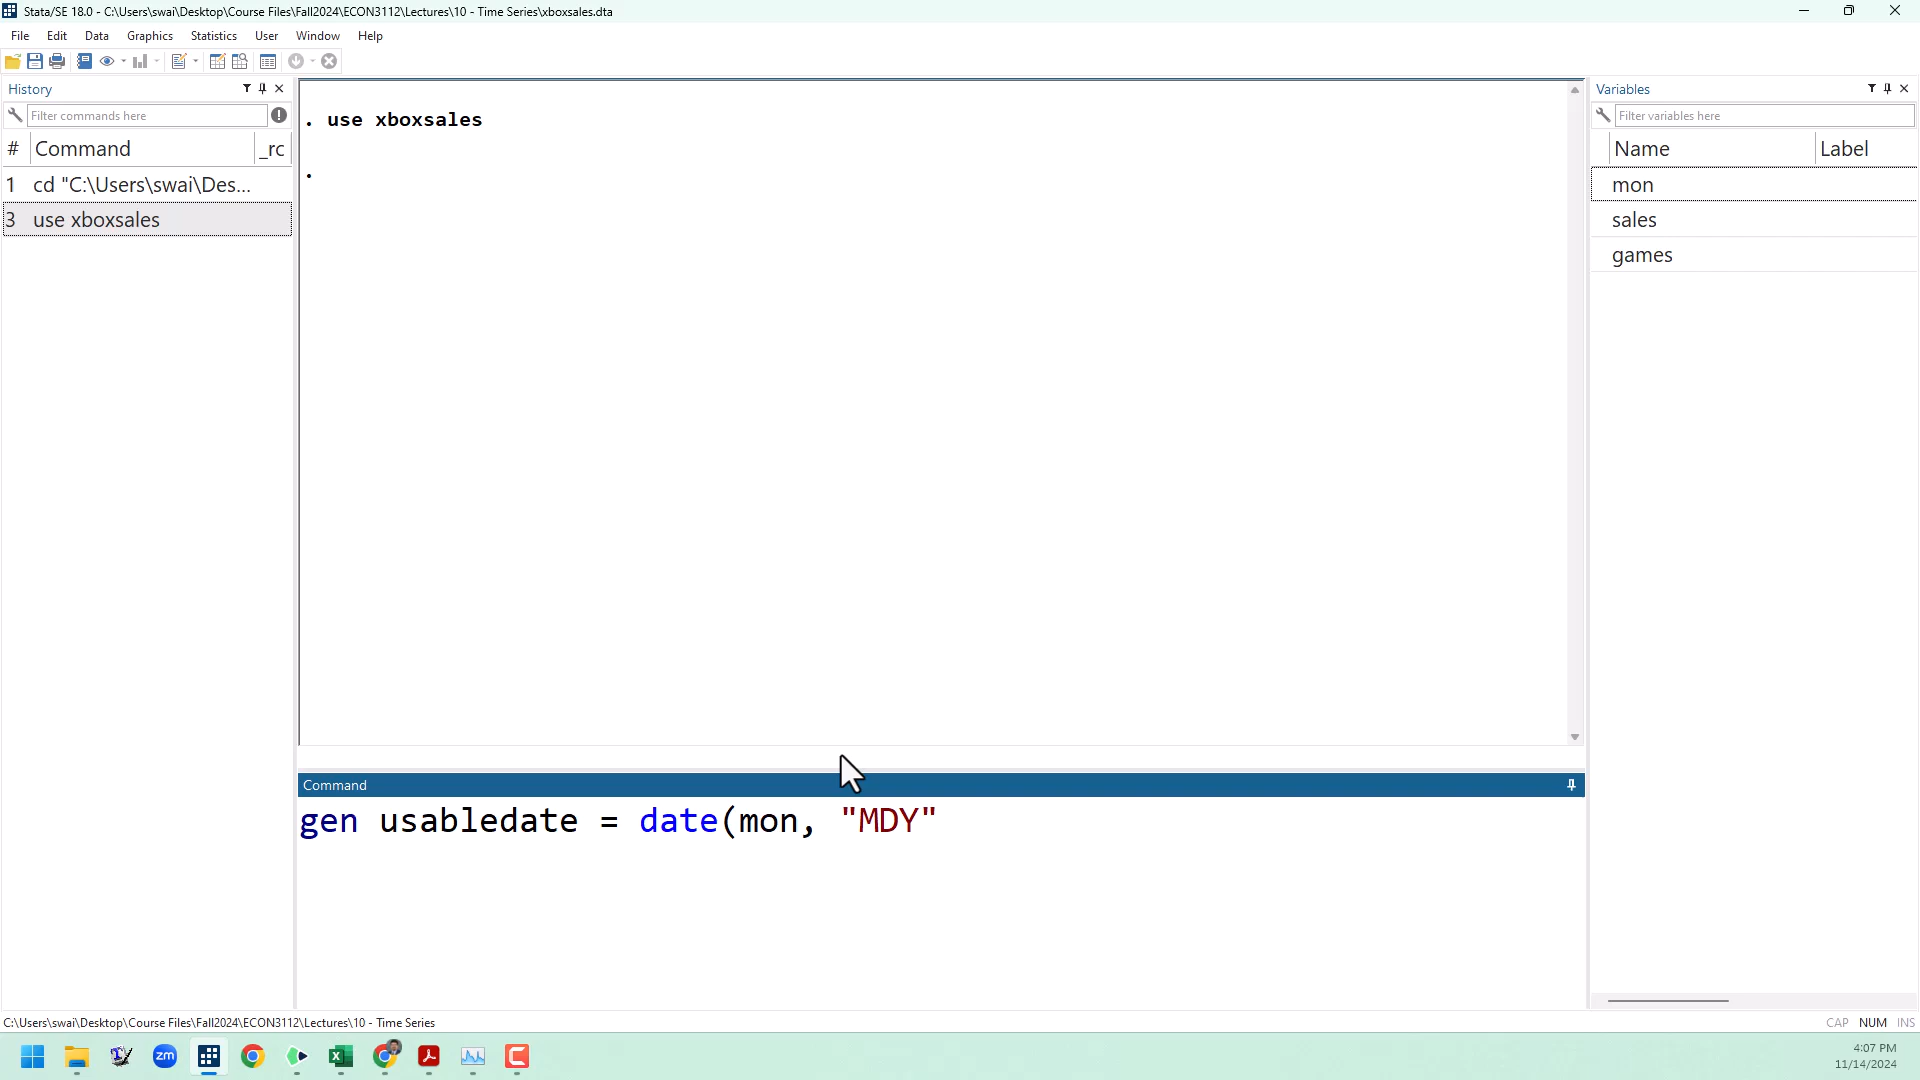 Stata/SE 18.0 - C:\Users\swai\Desktop\Course Files\Fall2024\ECON3112\Lectures\10 - Time Series\xboxsales.dta
File Edit Data Graphics Statistics User Window Help
History
Filter commands here
# Command _rc
1 cd "C:\Users\swai\Des...
3 use xboxsales
. use xboxsales
.
Variables
Filter variables here
Name Label
mon
sales
games
Command
gen usabledate = date(mon, "MDY"
C:\Users\swai\Desktop\Course Files\Fall2024\ECON3112\Lectures\10 - Time Series
CAP NUM INS
zm
4:07 PM
11/14/2024